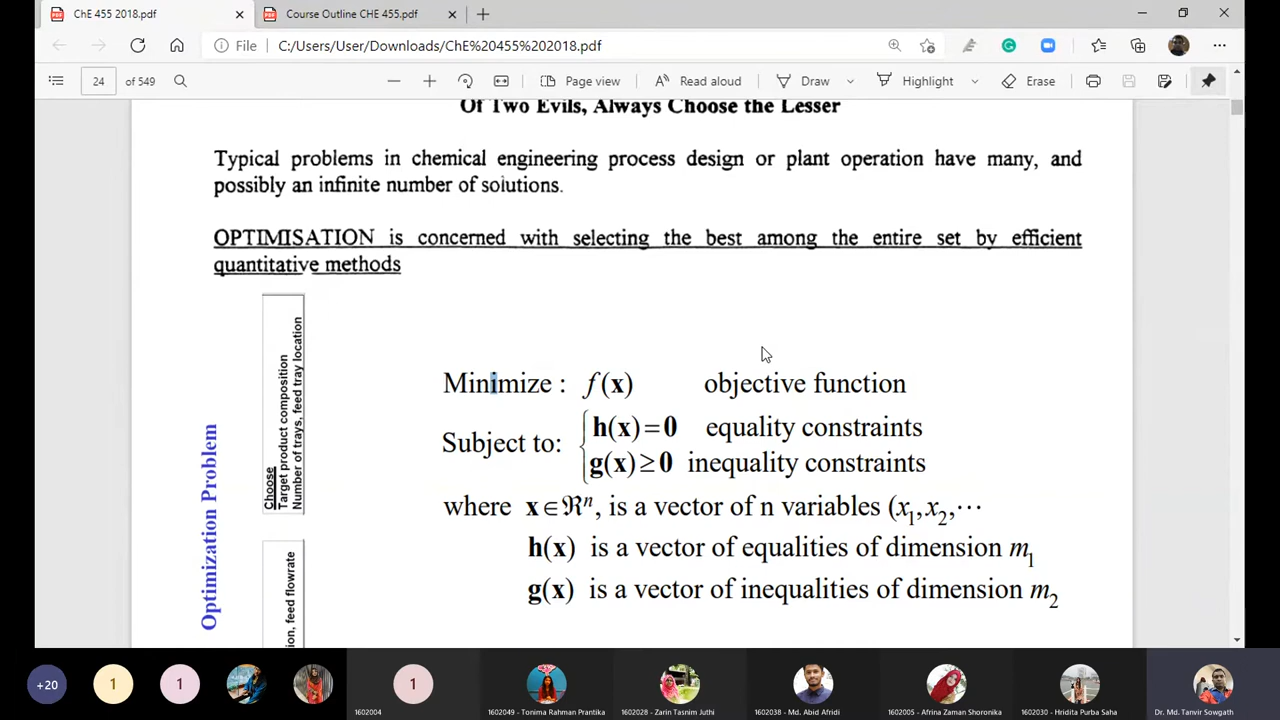 ChE 455 2018.pdf
Course Outline CHE 455.pdf
File
C:/Users/User/Downloads/ChE%20455%202018.pdf
24
of 549
Page view
Read aloud
Draw
Highlight
Erase
Of Two Evils, Always Choose the Lesser
Typical problems in chemical engineering process design or plant operation have many, and
possibly an infinite number of solutions.
OPTIMISATION is concerned with selecting the best among the entire set by efficient
quantitative methods
Optimization Problem
Choose
Target product composition
Number of trays, feed tray location
ion, feed flowrate
Minimize : f(x) objective function
Subject to: { h(x)=0 equality constraints
g(x)≥0 inequality constraints
where x∈ℜⁿ, is a vector of n variables (x₁,x₂,⋯
h(x) is a vector of equalities of dimension m₁
g(x) is a vector of inequalities of dimension m₂
+20
1
1
1
1602004
1602049 - Tonima Rahman Prantika
1602028 - Zarin Tasnim Juthi
1602038 - Md. Abid Afridi
1602005 - Afrina Zaman Shoronika
1602030 - Hridita Purba Saha
Dr. Md. Tanvir Sowgath